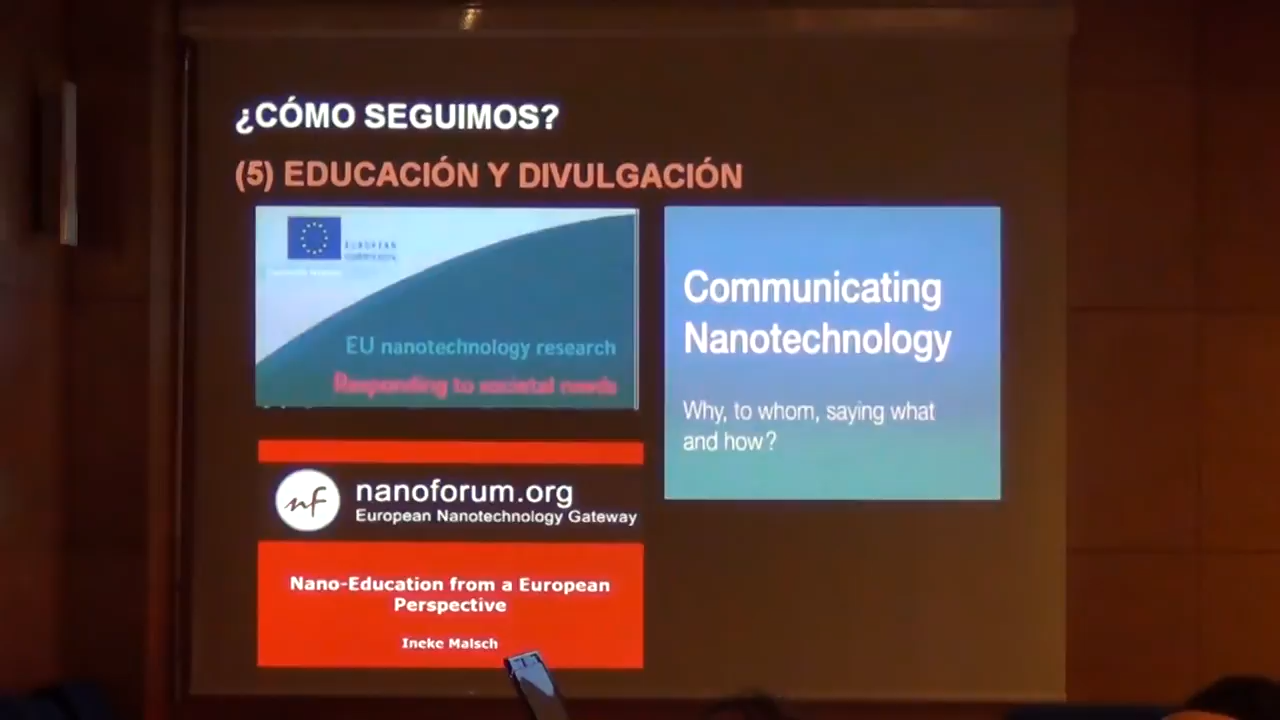 ¿CÓMO SEGUIMOS?
(5) EDUCACIÓN Y DIVULGACIÓN
EUROPEAN
EU nanotechnology research
Responding to societal needs
Communicating
Nanotechnology
Why, to whom, saying what
and how?
nf
nanoforum.org
European Nanotechnology Gateway
Nano-Education from a European
Perspective
Ineke Malsch